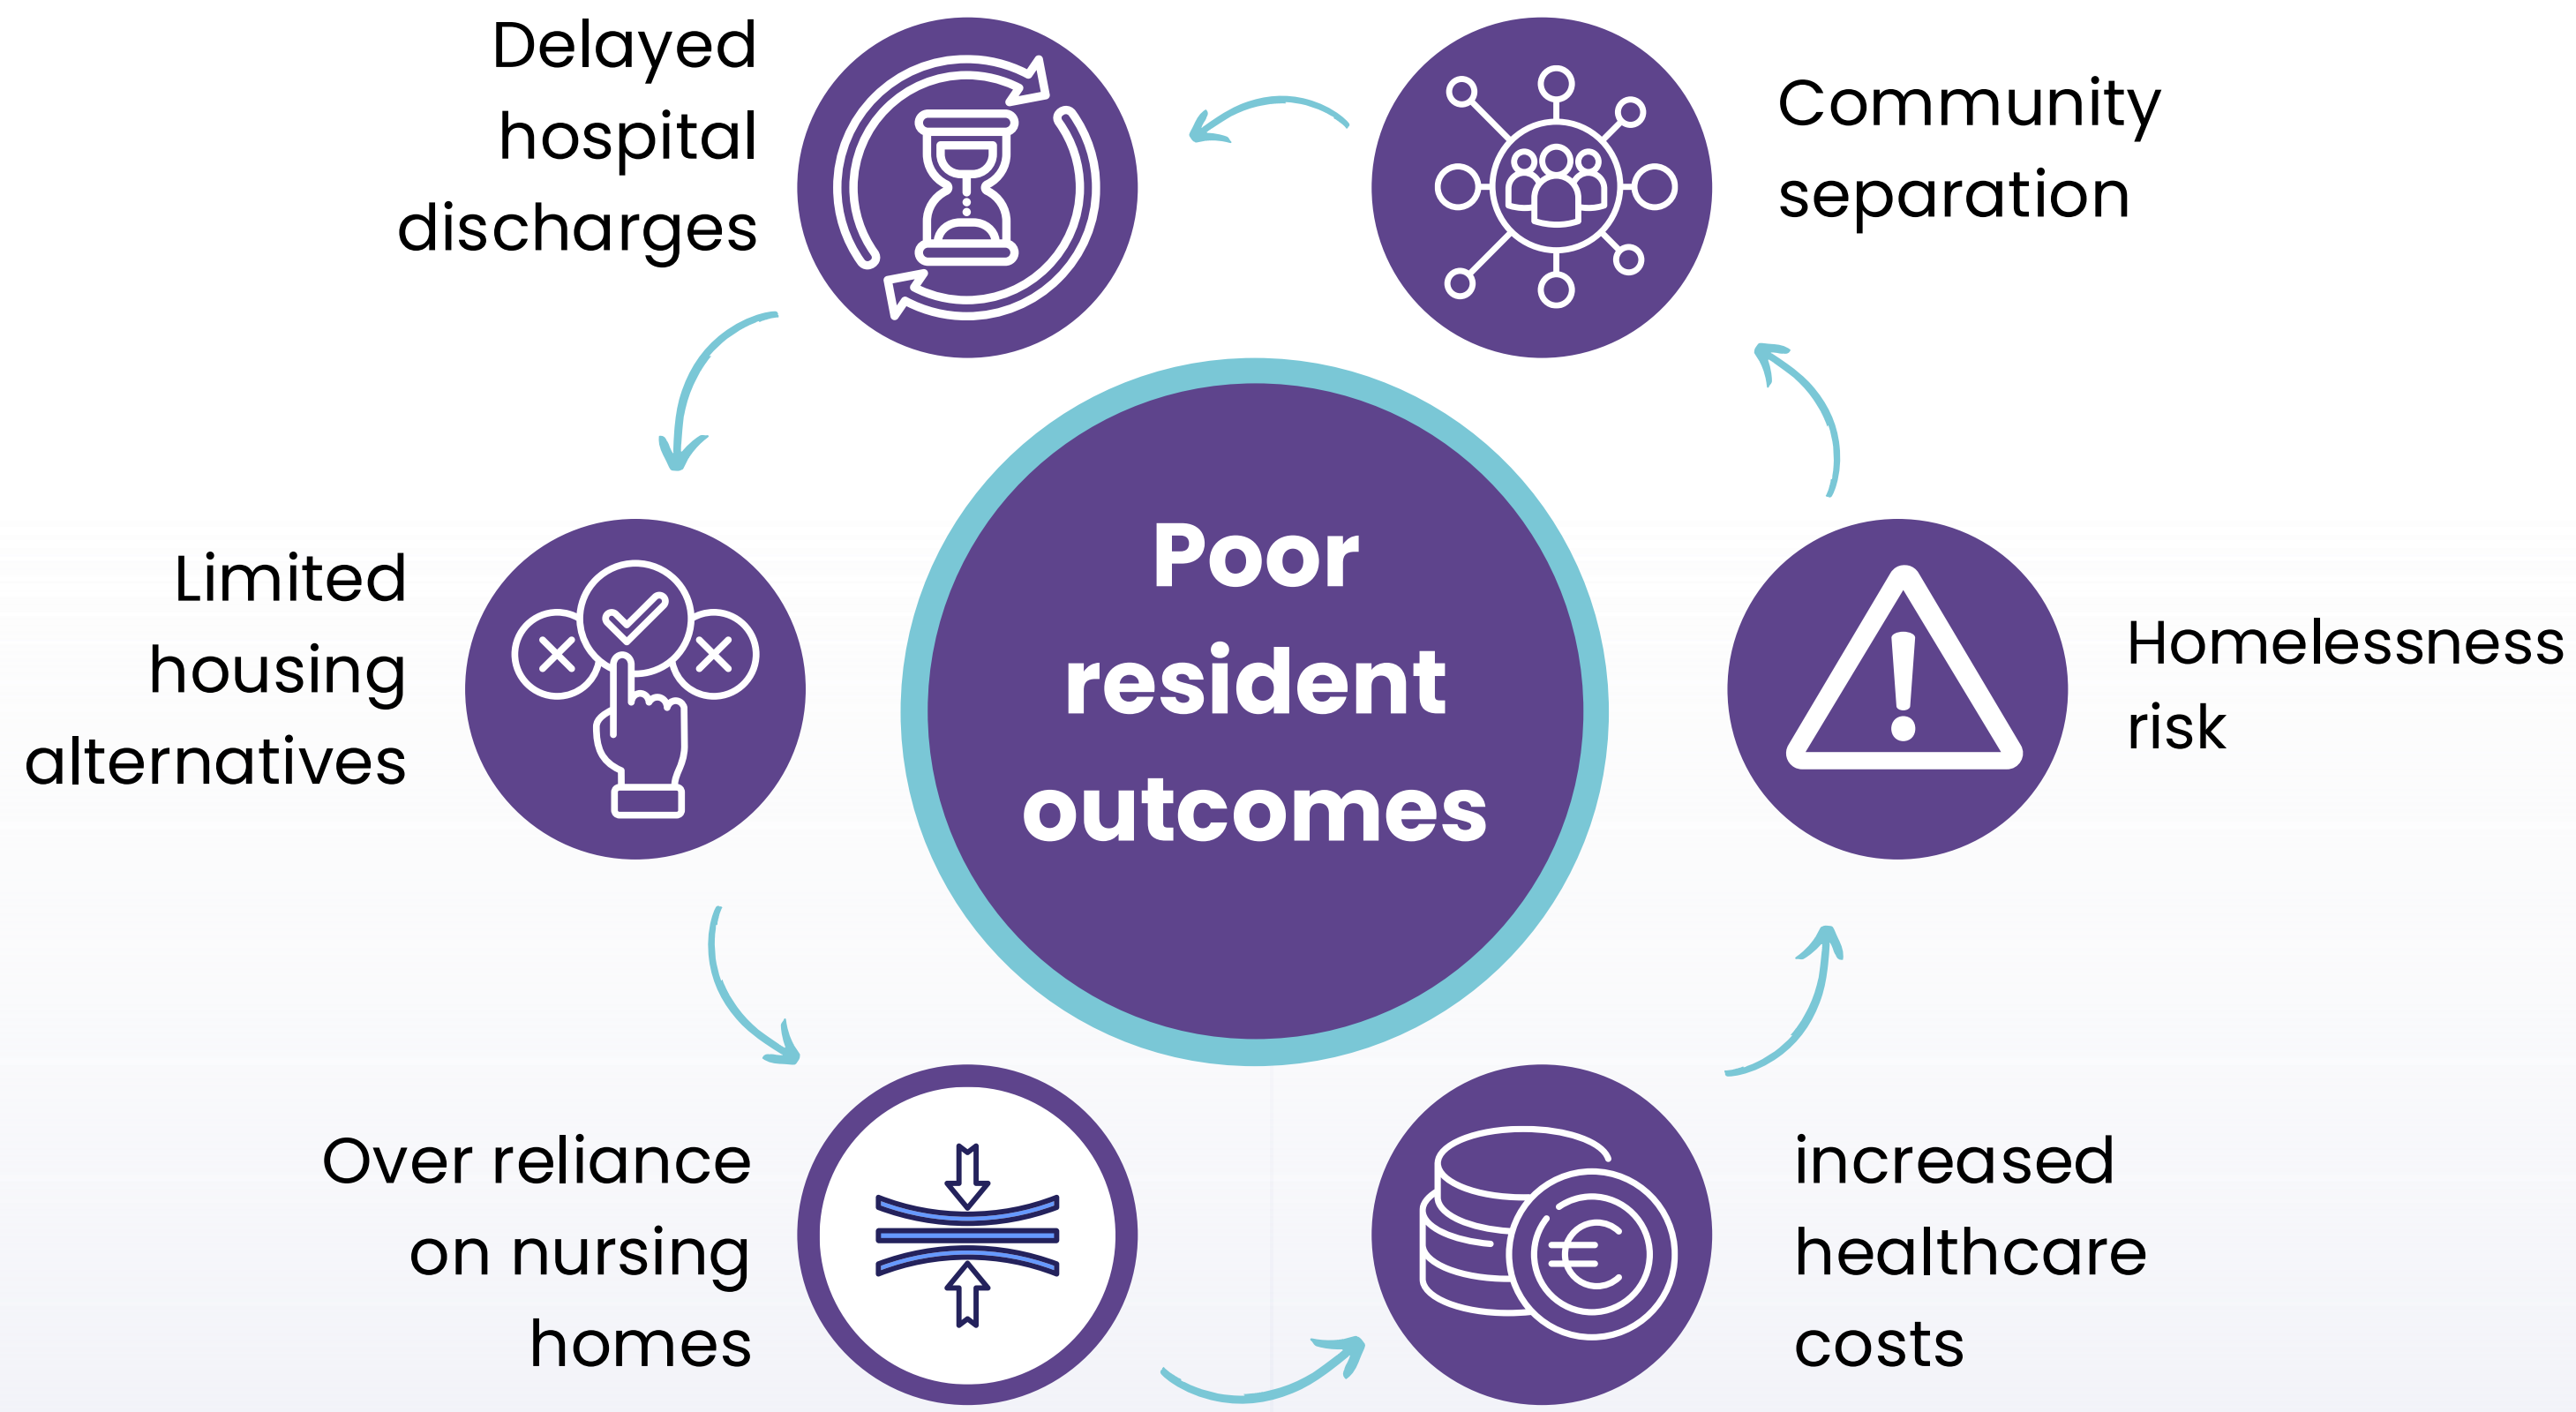 Delayed
hospital
discharges
Community
separation
Limited
housing
alternatives
Poor
resident
outcomes
Homelessness
risk
Over reliance
on nursing
homes
increased
healthcare
costs
€